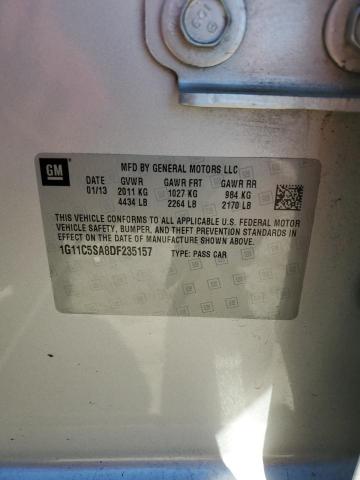 GM
MFD BY GENERAL MOTORS LLC
DATE GVWR GAWR FRT GAWR RR
01/13 2011 KG 1027 KG 984 KG
4434 LB 2264 LB 2170 LB
THIS VEHICLE CONFORMS TO ALL APPLICABLE U.S. FEDERAL MOTOR
VEHICLE SAFETY, BUMPER, AND THEFT PREVENTION STANDARDS IN
EFFECT ON THE DATE OF MANUFACTURE SHOWN ABOVE.
1G11C5SA8DF235157 TYPE: PASS CAR